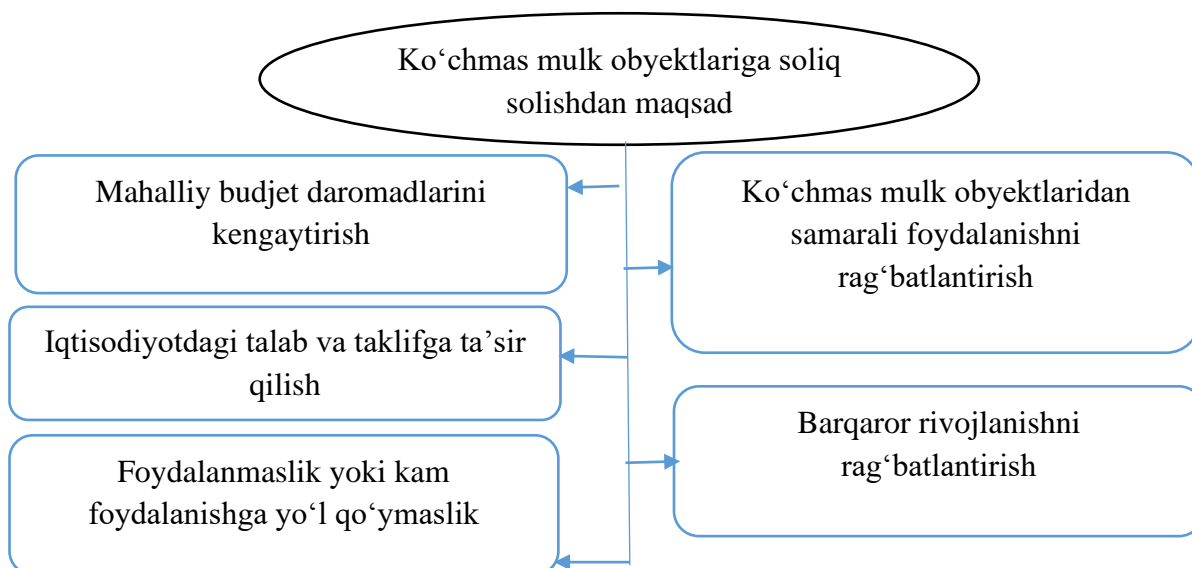 Ko‘chmas mulk obyektlariga soliq
solishdan maqsad
Mahalliy budjet daromadlarini
kengaytirish
Ko‘chmas mulk obyektlaridan
samarali foydalanishni
rag‘batlantirish
Iqtisodiyotdagi talab va taklifga ta’sir
qilish
Barqaror rivojlanishni
rag‘batlantirish
Foydalanmaslik yoki kam
foydalanishga yo‘l qo‘ymaslik